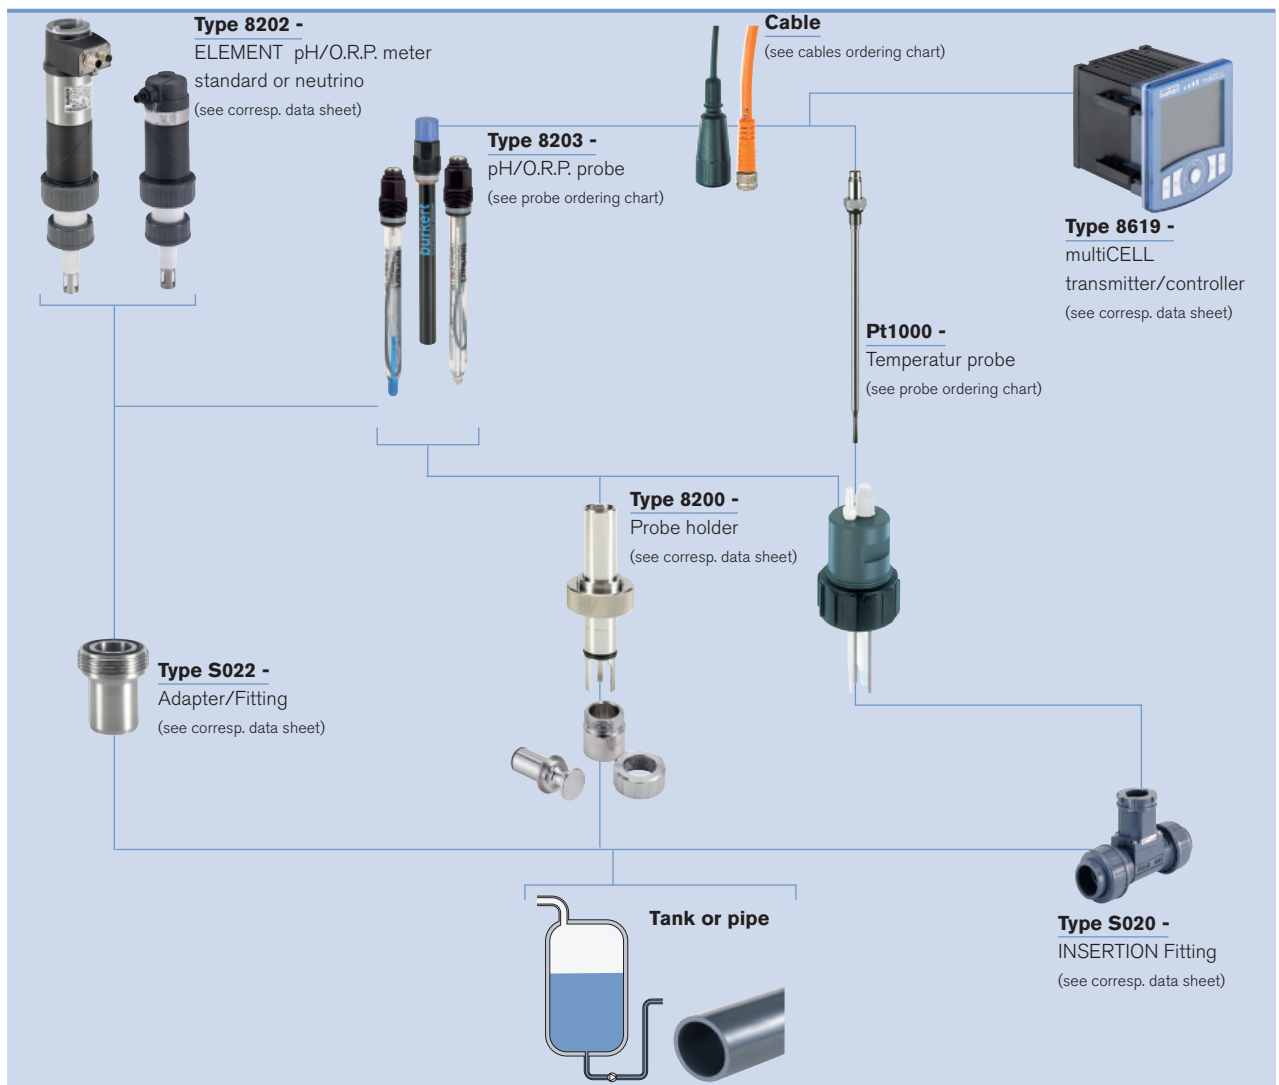 Type 8202 -
ELEMENT pH/O.R.P. meter
standard or neutrino
(see corresp. data sheet)
Cable
(see cables ordering chart)
Type 8203 -
pH/O.R.P. probe
(see probe ordering chart)
burkert
Type 8619 -
multiCELL
transmitter/controller
(see corresp. data sheet)
Pt1000 -
Temperatur probe
(see probe ordering chart)
Type 8200 -
Probe holder
(see corresp. data sheet)
Type S022 -
Adapter/Fitting
(see corresp. data sheet)
Tank or pipe
Type S020 -
INSERTION Fitting
(see corresp. data sheet)